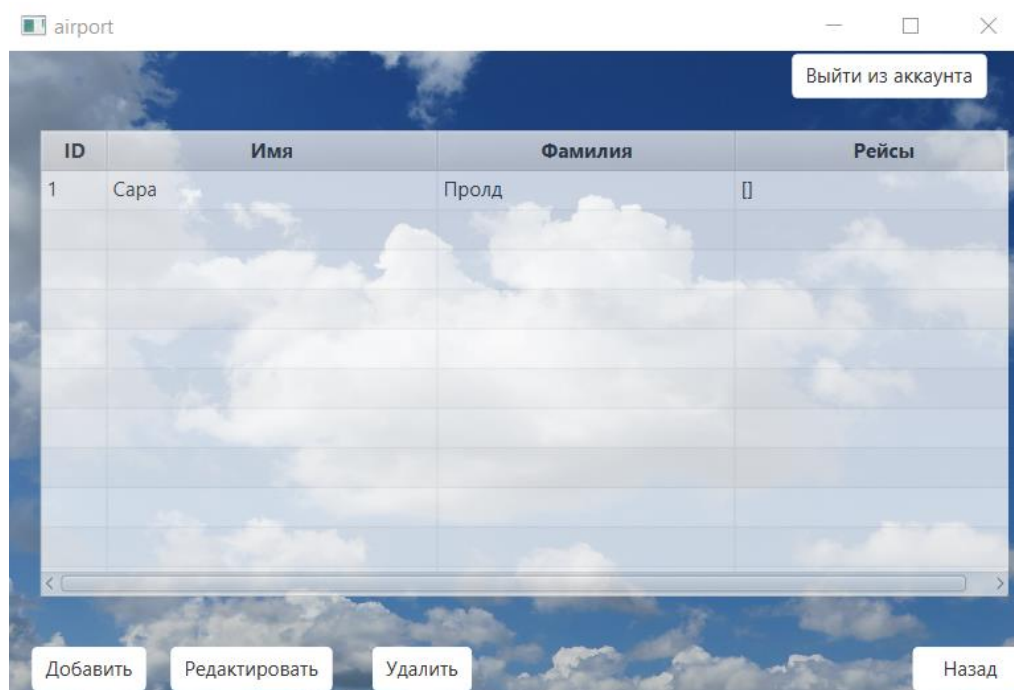 airport
Выйти из аккаунта
ID Имя Фамилия Рейсы
1 Сара Пролд []
Добавить Редактировать Удалить Назад